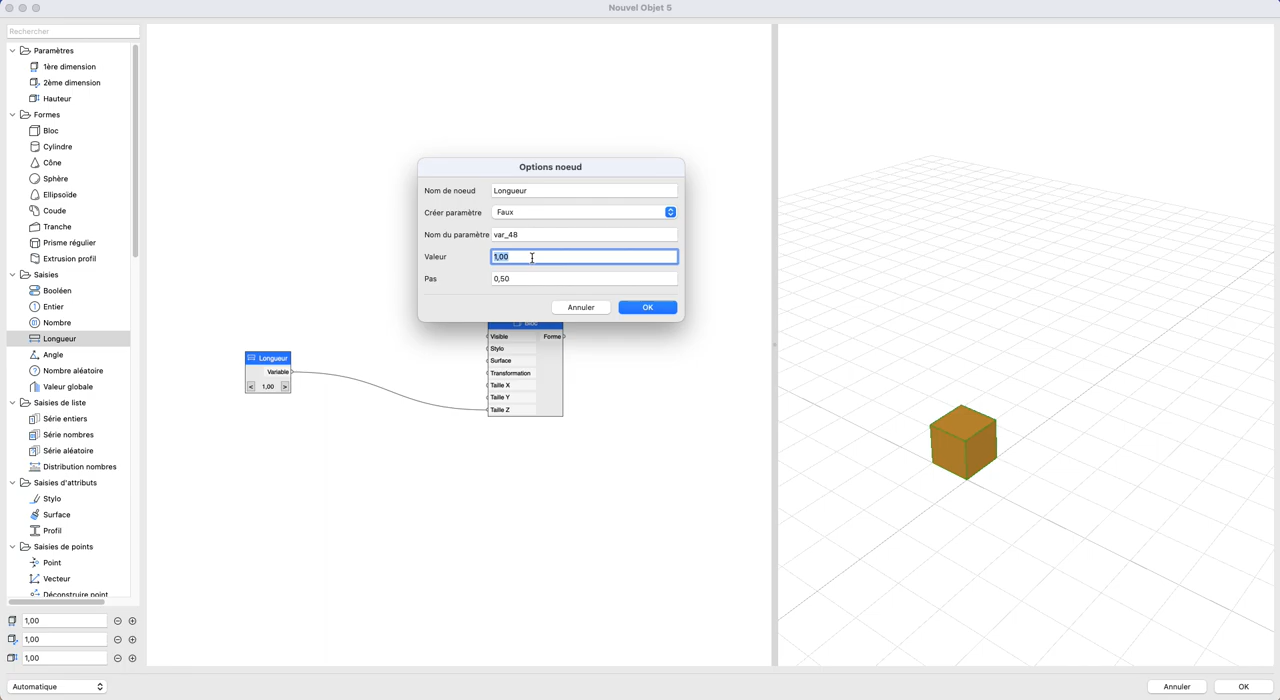 Nouvel Objet 5
Rechercher
Paramètres
1ère dimension
2ème dimension
Hauteur
Formes
Bloc
Cylindre
Cône
Sphère
Ellipsoïde
Coude
Tranche
Prisme régulier
Extrusion profil
Saisies
Booléen
Entier
Nombre
Longueur
Angle
Nombre aléatoire
Valeur globale
Saisies de liste
Série entiers
Série nombres
Série aléatoire
Distribution nombres
Saisies d'attributs
Stylo
Surface
Profil
Saisies de points
Point
Vecteur
Déconstruire point
1,00
1,00
1,00
Automatique
Options noeud
Nom de noeud Longueur
Créer paramètre Faux
Nom du paramètre var_48
Valeur 1,00
Pas 0,50
Annuler OK
Longueur
Variable
< 1,00 >
Bloc
Visible Forme
Stylo
Surface
Transformation
Taille X
Taille Y
Taille Z
Annuler OK